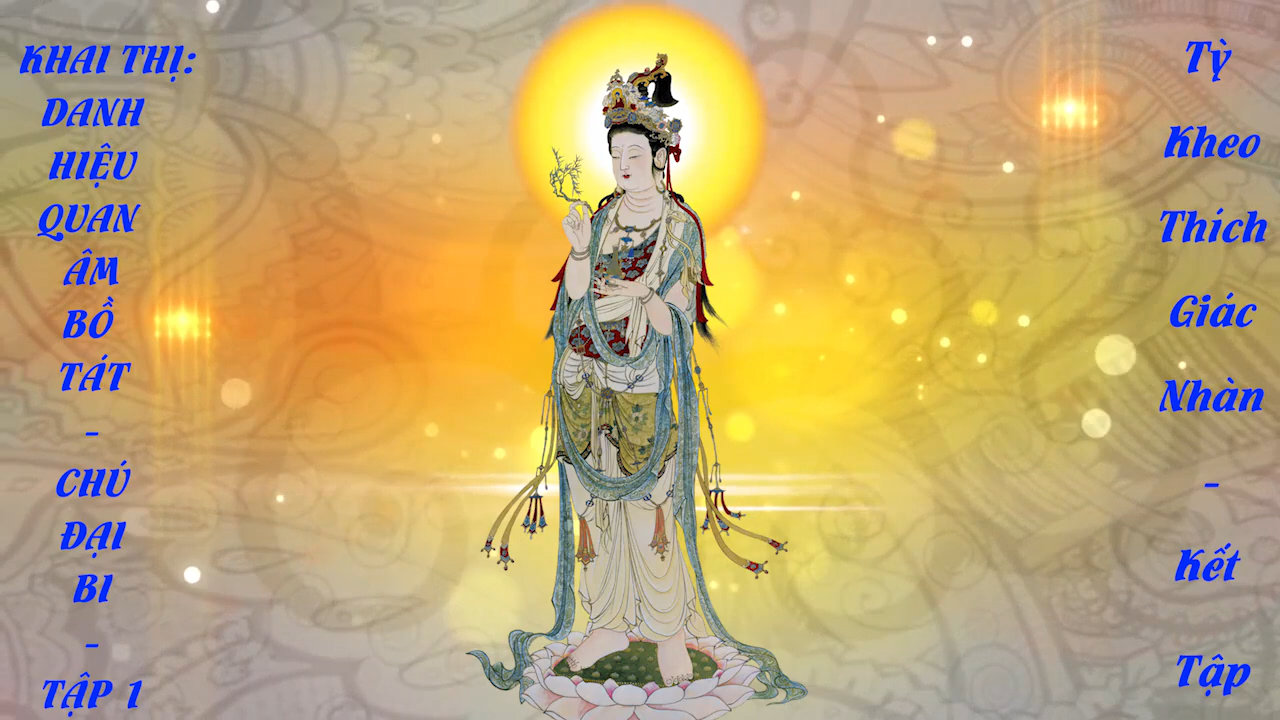 KHAI THỊ:
DANH
HIỆU
QUAN
ÂM
BỒ
TÁT
-
CHÚ
ĐẠI
BI
-
TẬP 1
Tỳ
Kheo
Thích
Giác
Nhàn
-
Kết
Tập